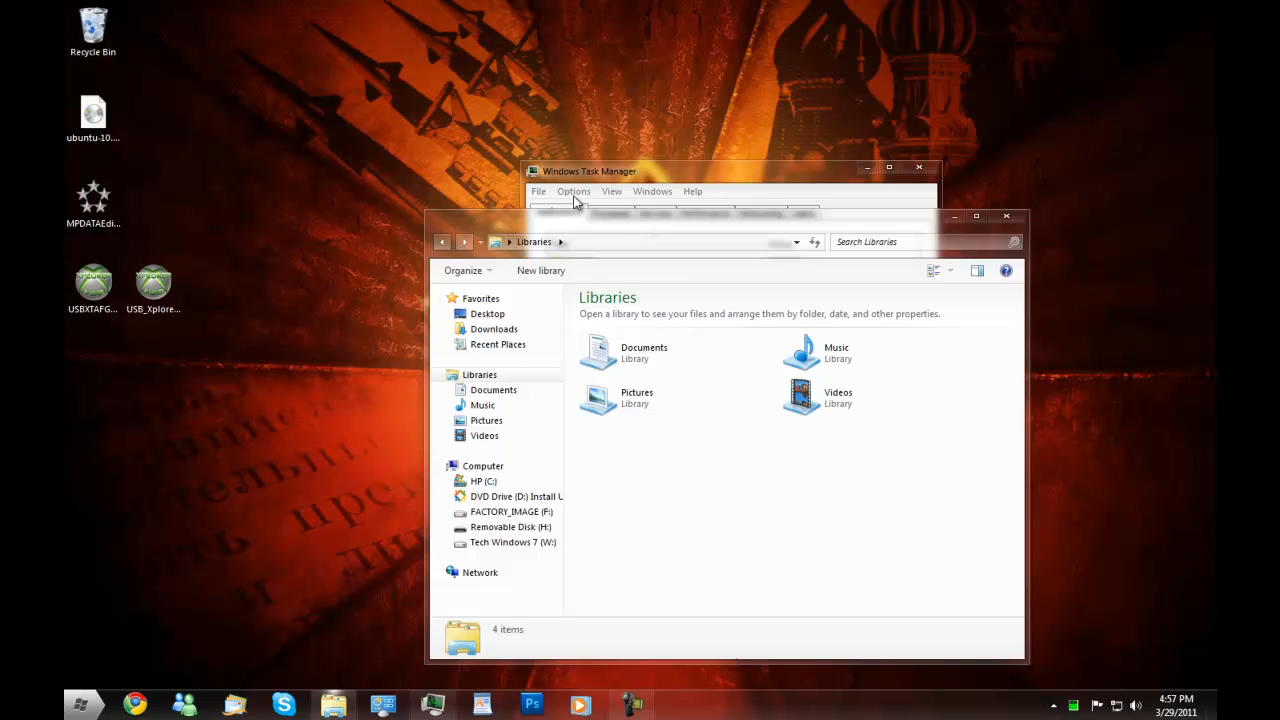 Recycle Bin
ubuntu-10....
MPDATAEdi...
USBXTAFG...
USB_Xplore...
Windows Task Manager
File Options View Windows Help
Libraries
Search Libraries
Organize
New library
Favorites
Desktop
Downloads
Recent Places
Libraries
Documents
Music
Pictures
Videos
Computer
HP (C:)
DVD Drive (D:) Install U
FACTORY_IMAGE (F:)
Removable Disk (H:)
Tech Windows 7 (W:)
Network
Libraries
Open a library to see your files and arrange them by folder, date, and other properties.
Documents
Library
Music
Library
Pictures
Library
Videos
Library
4 items
Ps
4:57 PM
3/29/2011